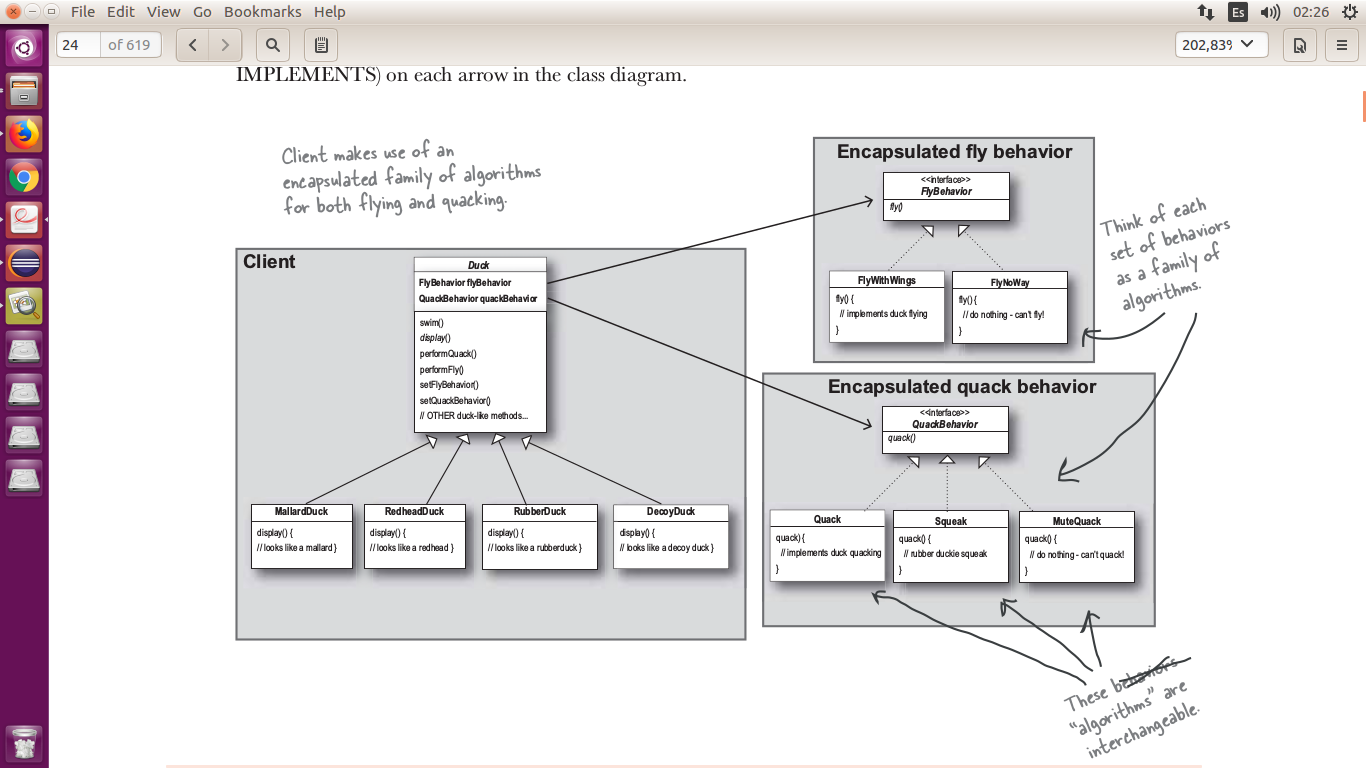 File Edit View Go Bookmarks Help
Es
02:26
24 of 619
202,83%
IMPLEMENTS) on each arrow in the class diagram.
Client makes use of an
encapsulated family of algorithms
for both flying and quacking.
Client
Duck
FlyBehavior flyBehavior
QuackBehavior quackBehavior
swim()
display()
performQuack()
performFly()
setFlyBehavior()
setQuackBehavior()
// OTHER duck-like methods...
MallardDuck
display() {
// looks like a mallard }
RedheadDuck
display() {
// looks like a redhead }
RubberDuck
display() {
// looks like a rubberduck }
DecoyDuck
display() {
// looks like a decoy duck }
Encapsulated fly behavior
<<interface>>
FlyBehavior
fly()
FlyWithWings
fly() {
// implements duck flying
}
FlyNoWay
fly() {
// do nothing - can't fly!
}
Think of each
set of behaviors
as a family of
algorithms.
Encapsulated quack behavior
<<interface>>
QuackBehavior
quack()
Quack
quack) {
// implements duck quacking
}
Squeak
quack() {
// rubber duckie squeak
}
MuteQuack
quack() {
// do nothing - can't quack!
}
These behaviors
“algorithms” are
interchangeable.